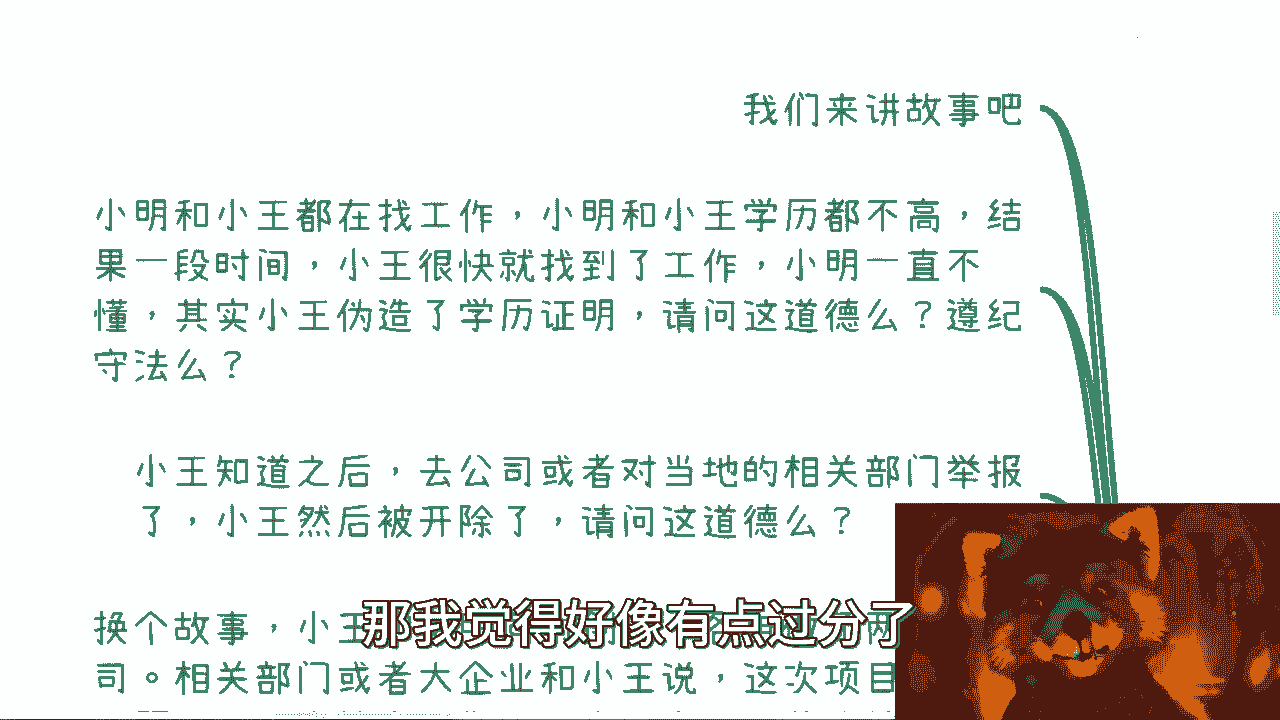 我们来讲故事吧
小明和小王都在找工作，小明和小王学历都不高，结
果一段时间，小王很快就找到了工作，小明一直不
懂，其实小王伪造了学历证明，请问这道德么？遵纪
守法么？
小王知道之后，去公司或者对当地的相关部门举报
了，小王然后被开除了，请问这道德么？
换个故事，小王
那我觉得好像有点过分了
司。相关部门或者大企业和小王说，这次项目